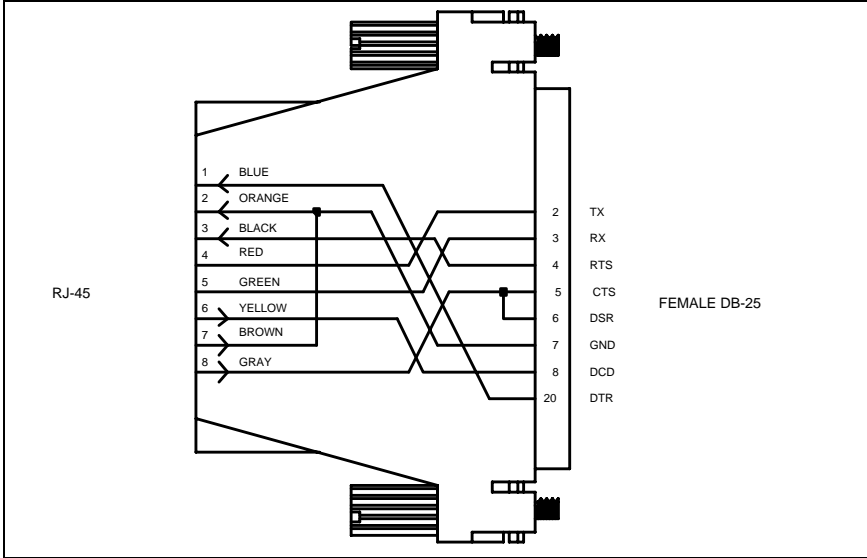 1 BLUE
2 ORANGE
3 BLACK
4 RED
5 GREEN
6 YELLOW
7 BROWN
8 GRAY
RJ-45
2 TX
3 RX
4 RTS
5 CTS
6 DSR
7 GND
8 DCD
20 DTR
FEMALE DB-25